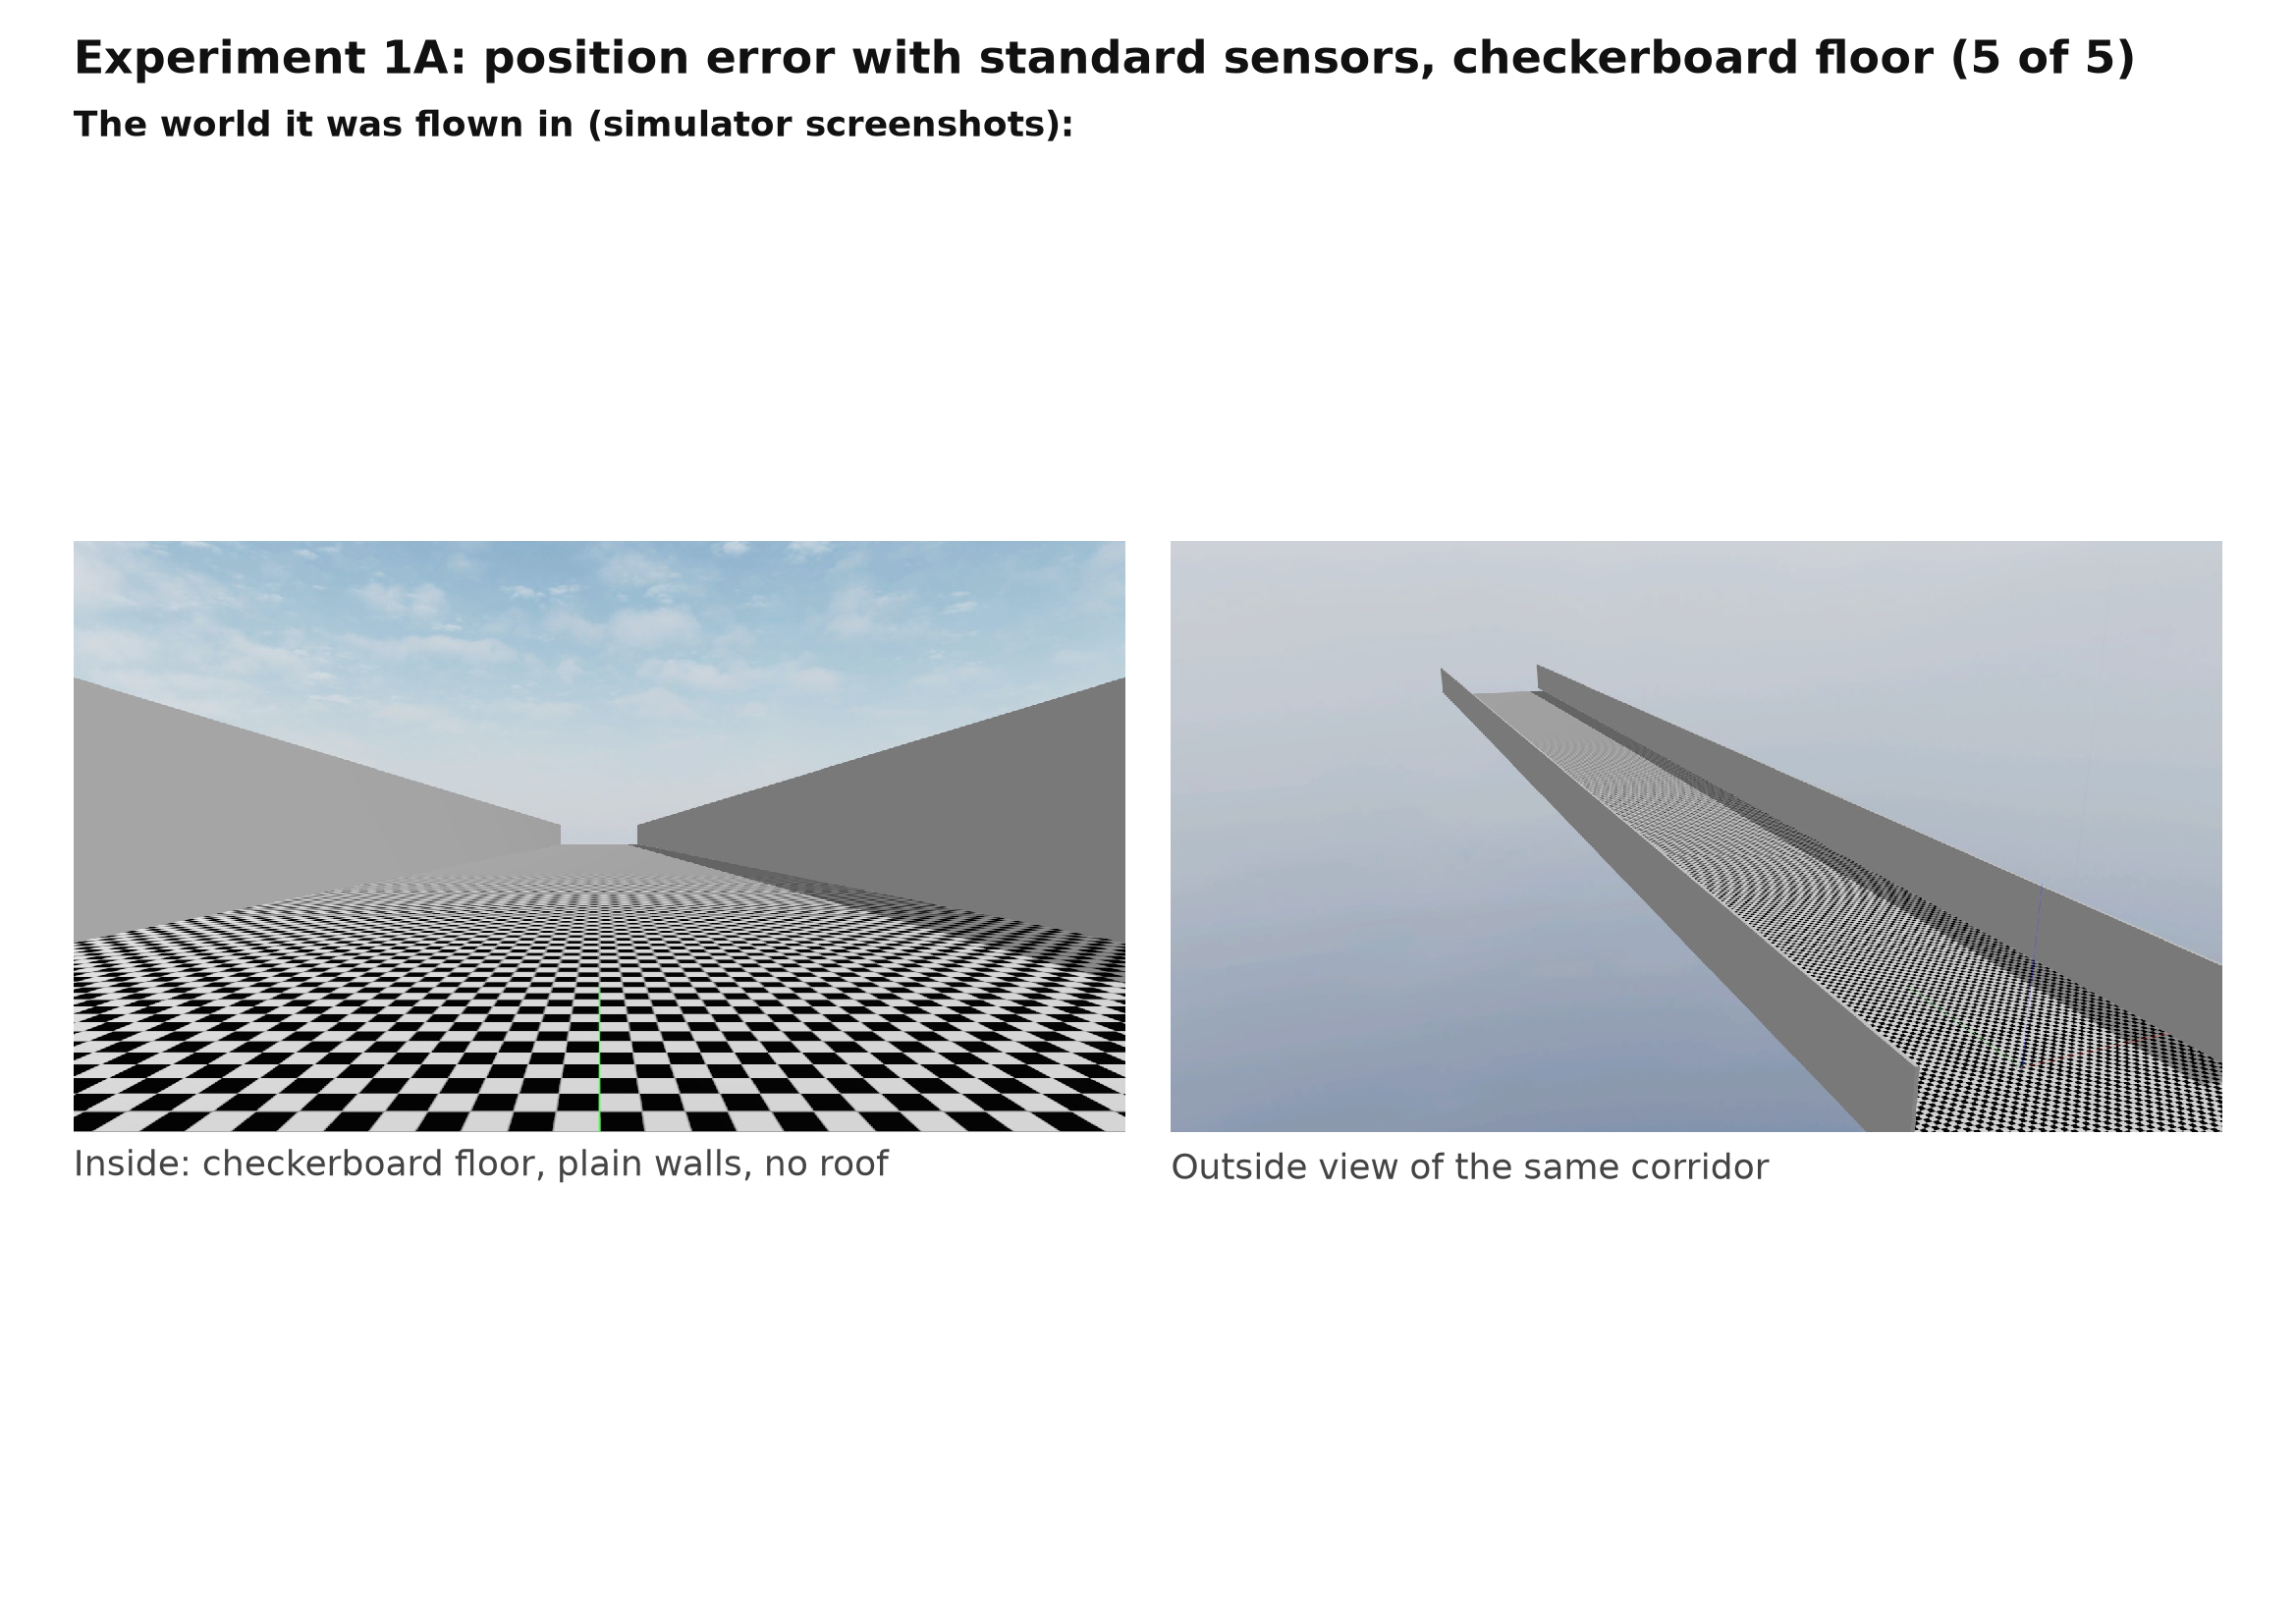 Experiment 1A: position error with standard sensors, checkerboard floor (5 of 5)
The world it was flown in (simulator screenshots):
Inside: checkerboard floor, plain walls, no roof
Outside view of the same corridor